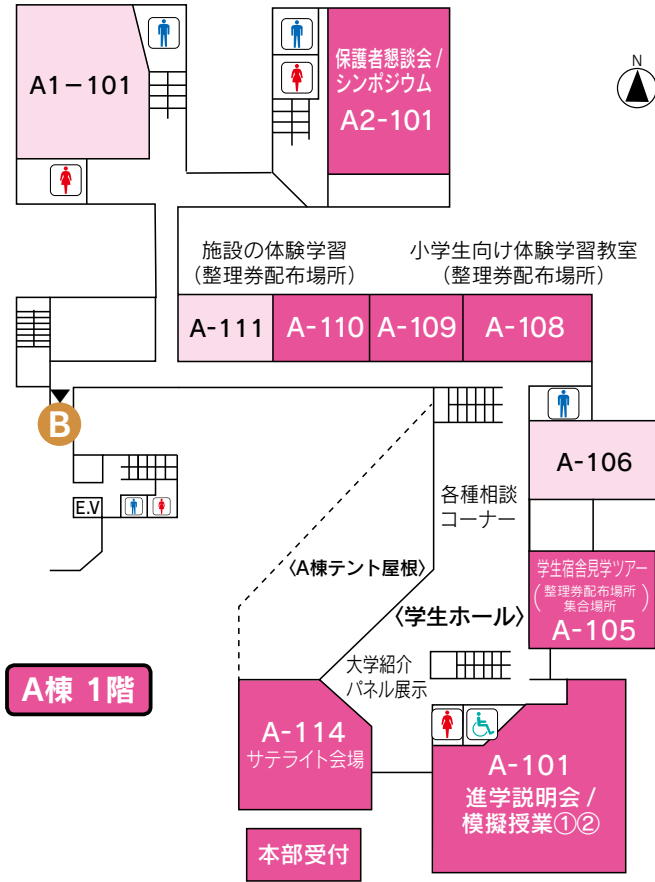 A1－101
保護者懇談会 /
シンポジウム
A2-101
N
施設の体験学習
（整理券配布場所）
小学生向け体験学習教室
（整理券配布場所）
A-111
A-110
A-109
A-108
B
E.V
A-106
各種相談
コーナー
〈A棟テント屋根〉
学生宿舎見学ツアー
（整理券配布場所
集合場所）
A-105
〈学生ホール〉
大学紹介
パネル展示
A棟 1階
A-114
サテライト会場
A-101
進学説明会 /
模擬授業①②
本部受付